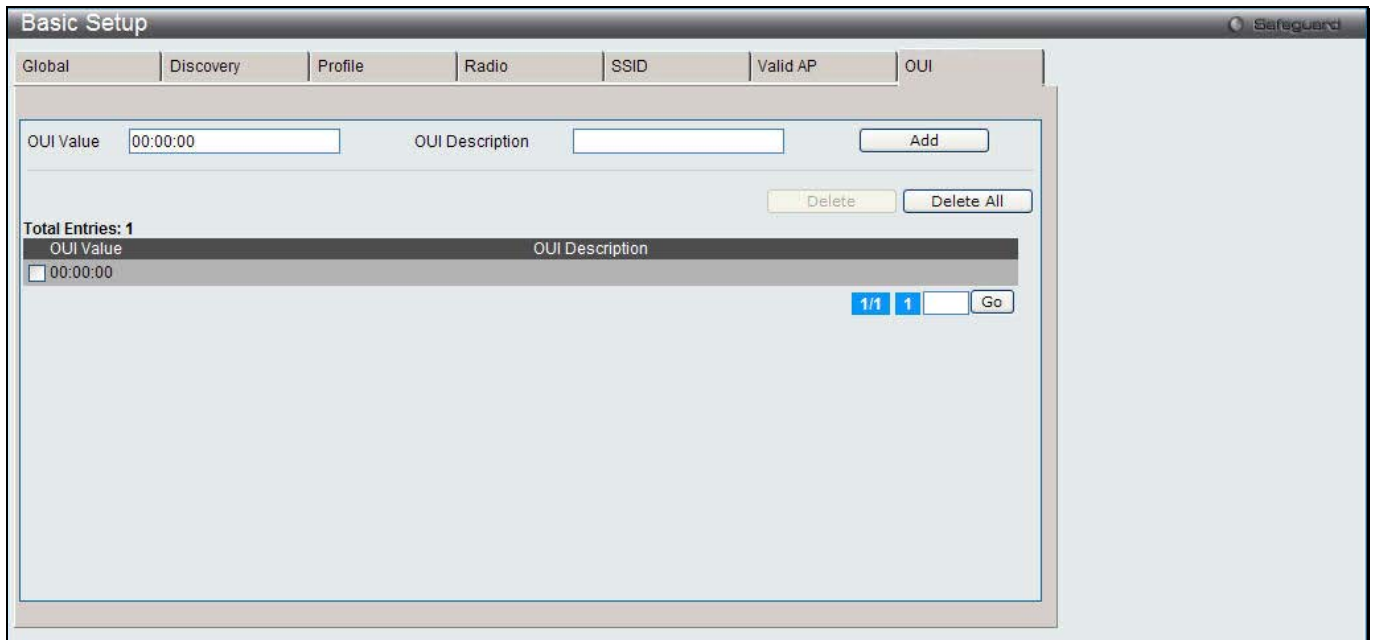 Basic Setup
Safeguard
Global Discovery Profile Radio SSID Valid AP OUI
OUI Value 00:00:00 OUI Description Add
Delete Delete All
Total Entries: 1
OUI Value OUI Description
00:00:00
1/1 1 Go